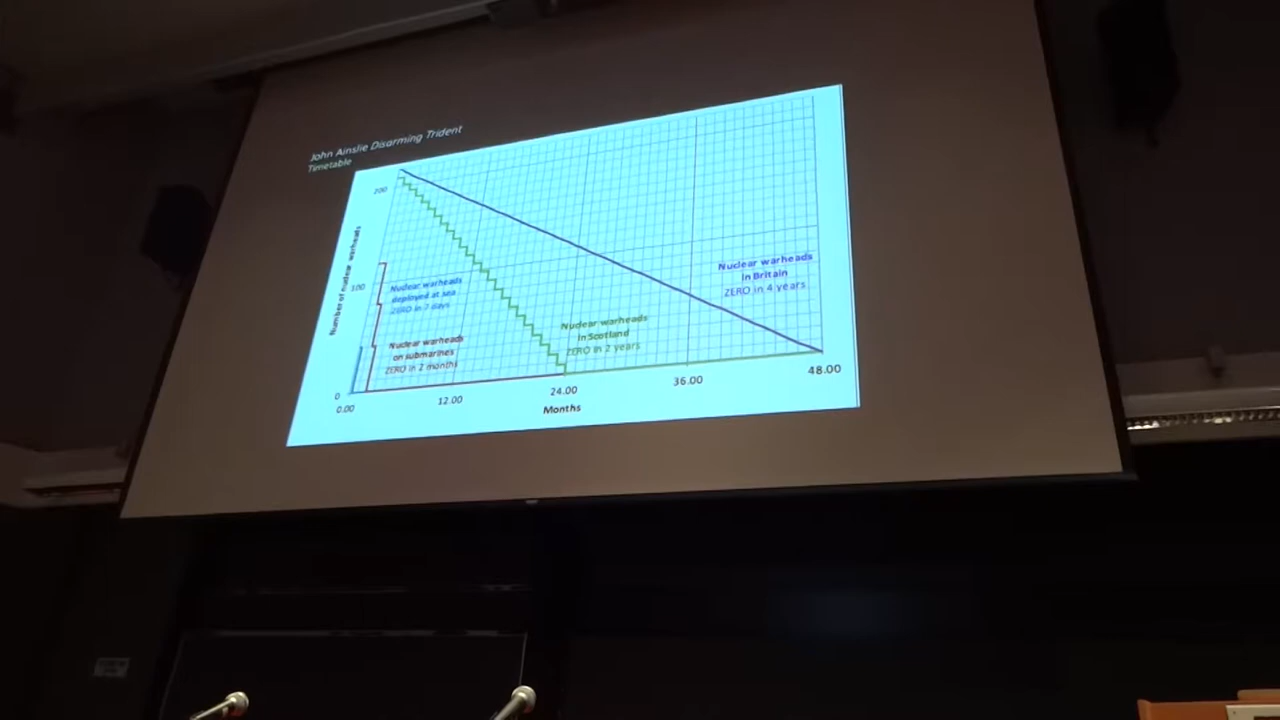 John Ainslie Disarming Trident
Timetable
200
Number of nuclear warheads
100
0
Nuclear warheads
deployed at sea
ZERO in 7 days
Nuclear warheads
on submarines
ZERO in 2 months
Nuclear warheads
in Scotland
ZERO in 2 years
Nuclear warheads
in Britain
ZERO in 4 years
0.00
12.00
24.00
36.00
48.00
Months